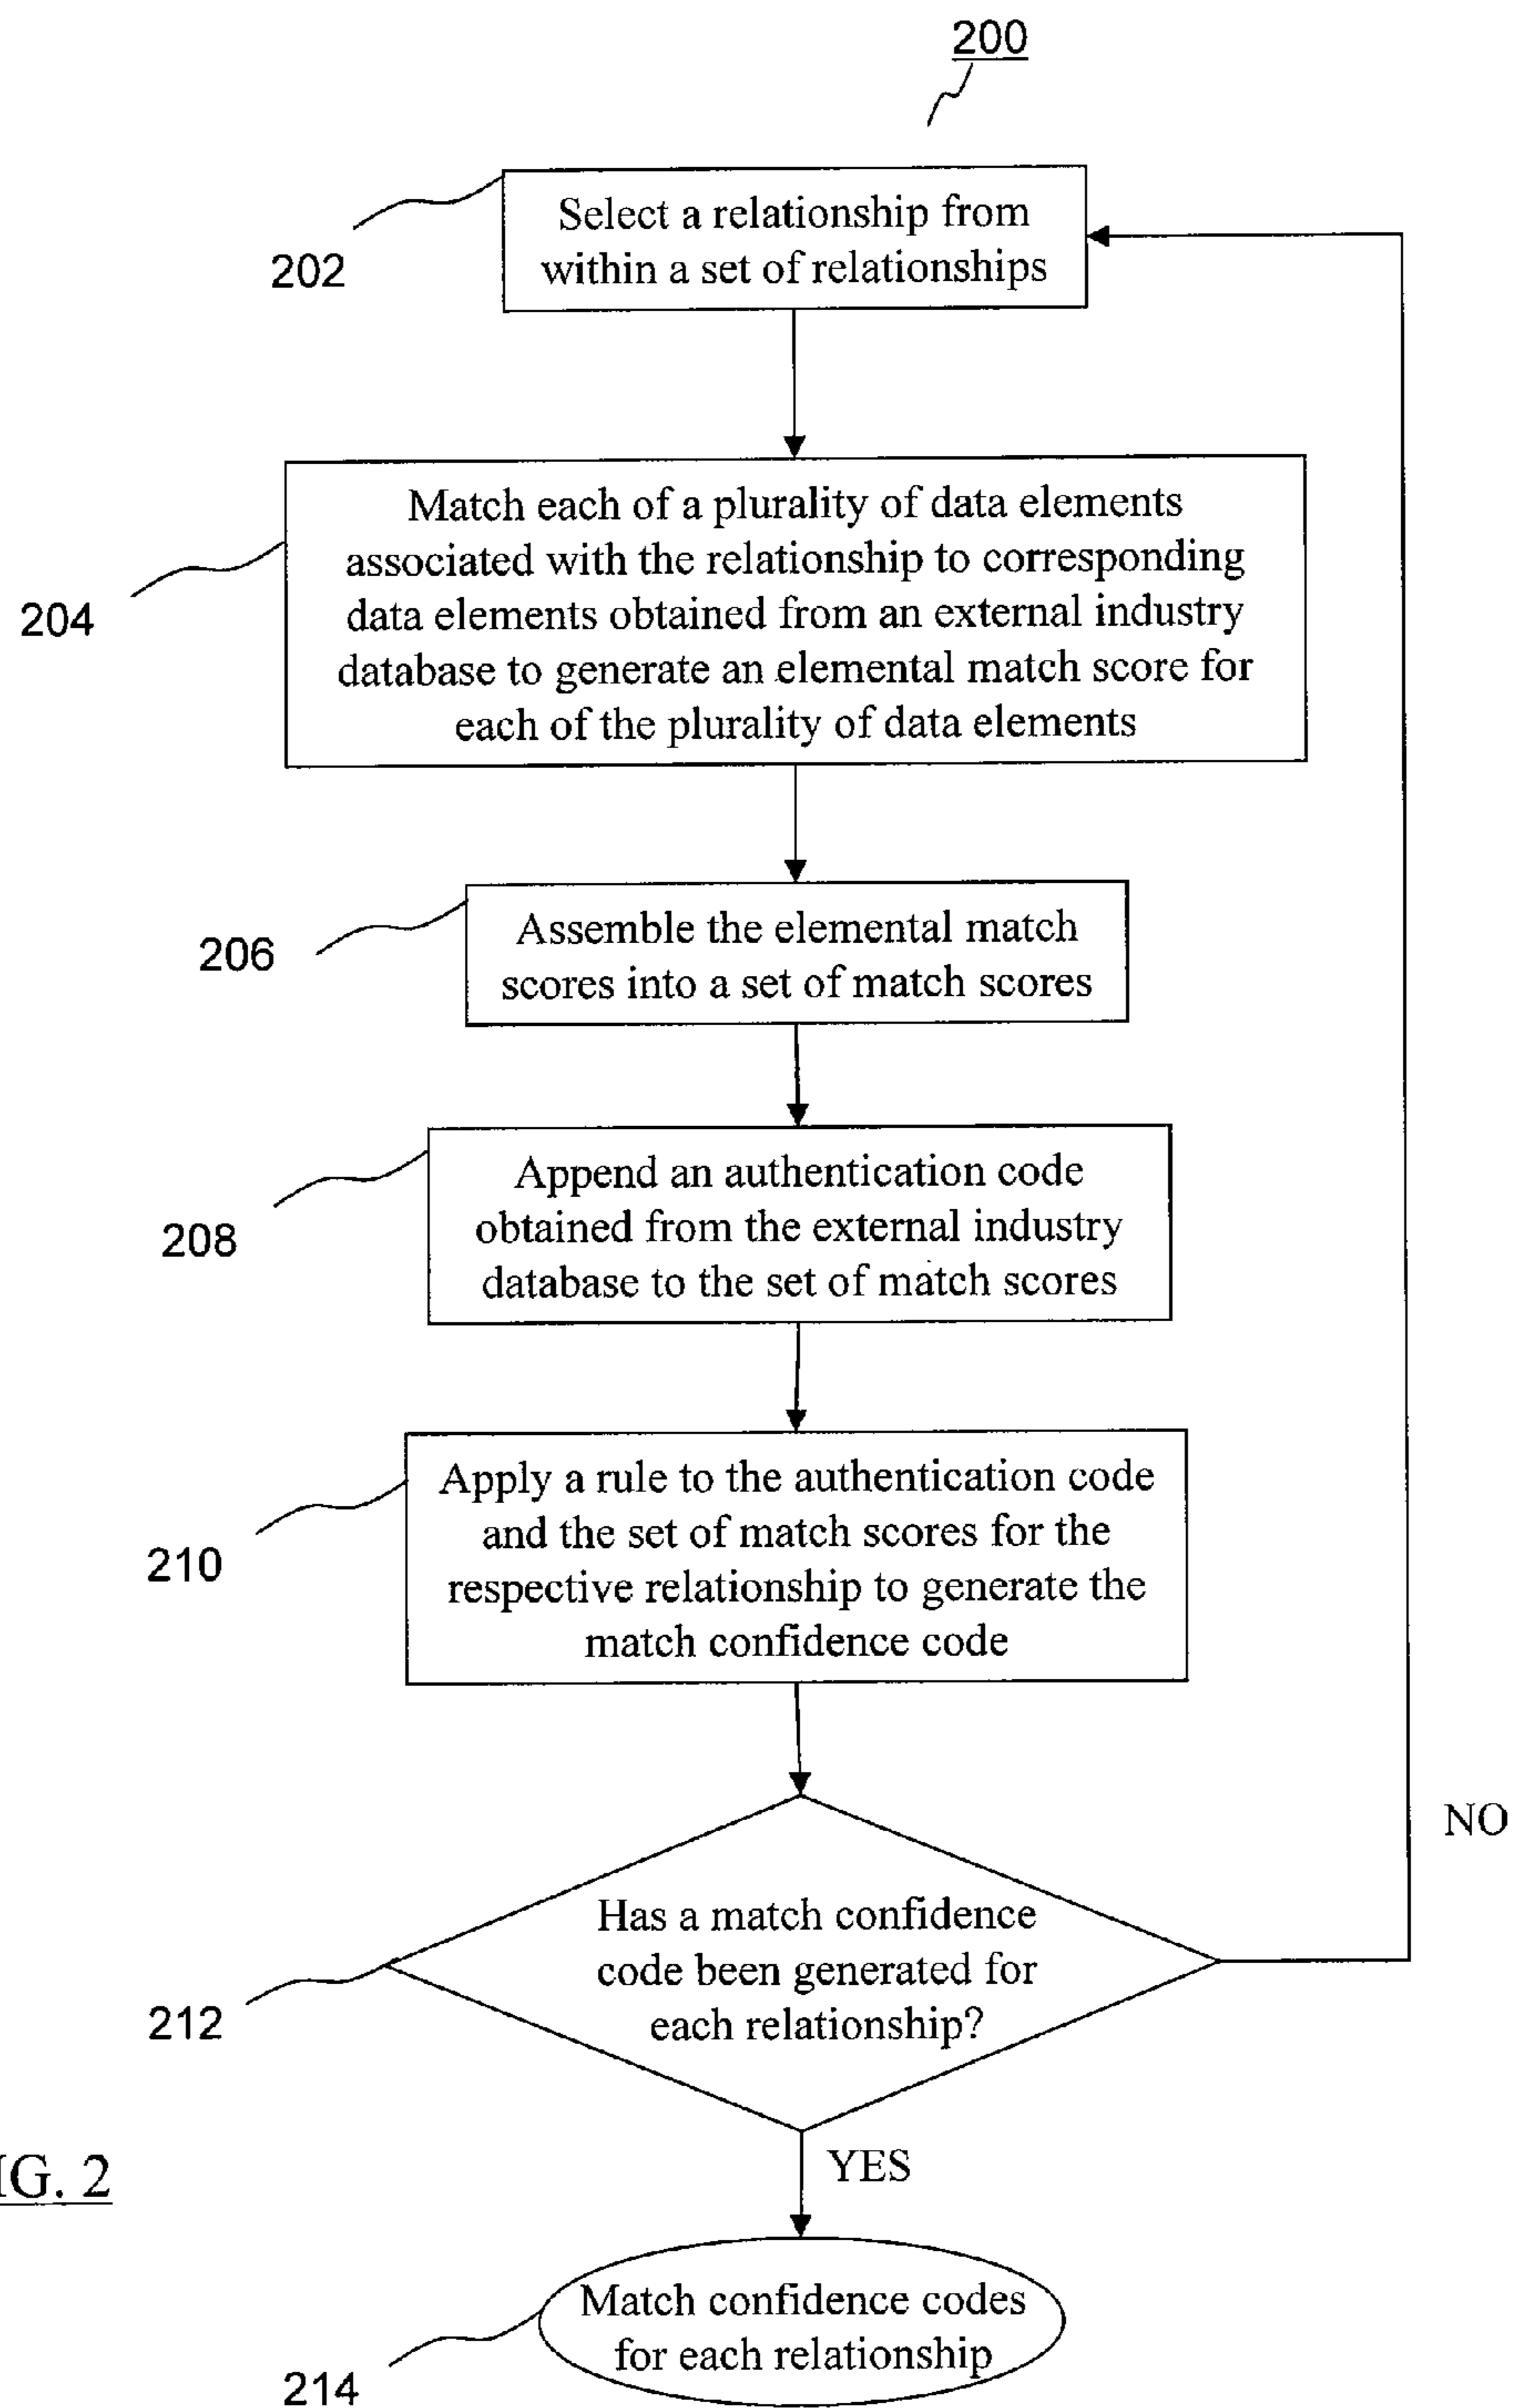 200
202
Select a relationship from
within a set of relationships
204
Match each of a plurality of data elements
associated with the relationship to corresponding
data elements obtained from an external industry
database to generate an elemental match score for
each of the plurality of data elements
206
Assemble the elemental match
scores into a set of match scores
208
Append an authentication code
obtained from the external industry
database to the set of match scores
210
Apply a rule to the authentication code
and the set of match scores for the
respective relationship to generate the
match confidence code
NO
212
Has a match confidence
code been generated for
each relationship?
YES
IG. 2
214
Match confidence codes
for each relationship